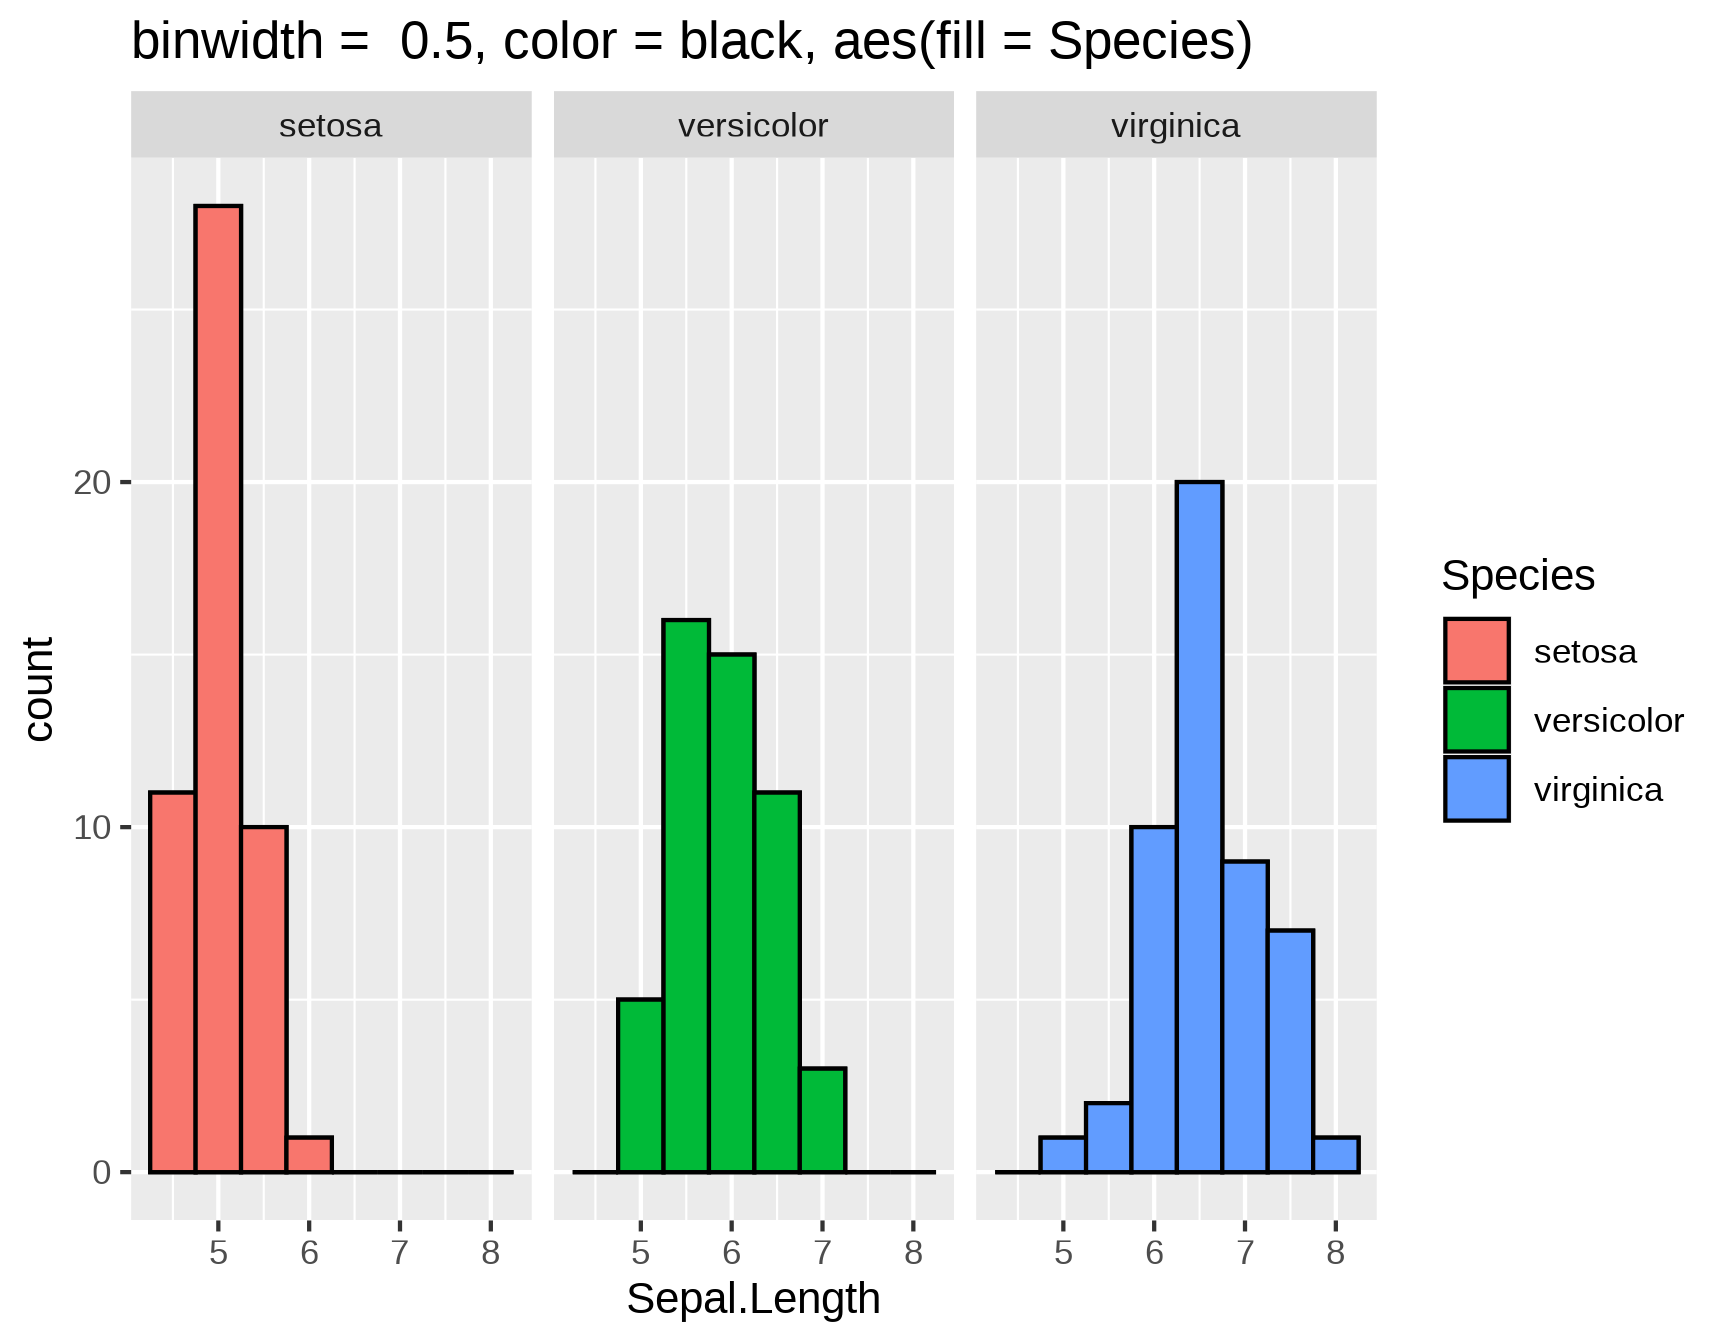 binwidth =  0.5, color = black, aes(fill = Species)
setosa versicolor virginica
20
10
0
count
5 6 7 8 5 6 7 8 5 6 7 8
Sepal.Length
Species
setosa
versicolor
virginica